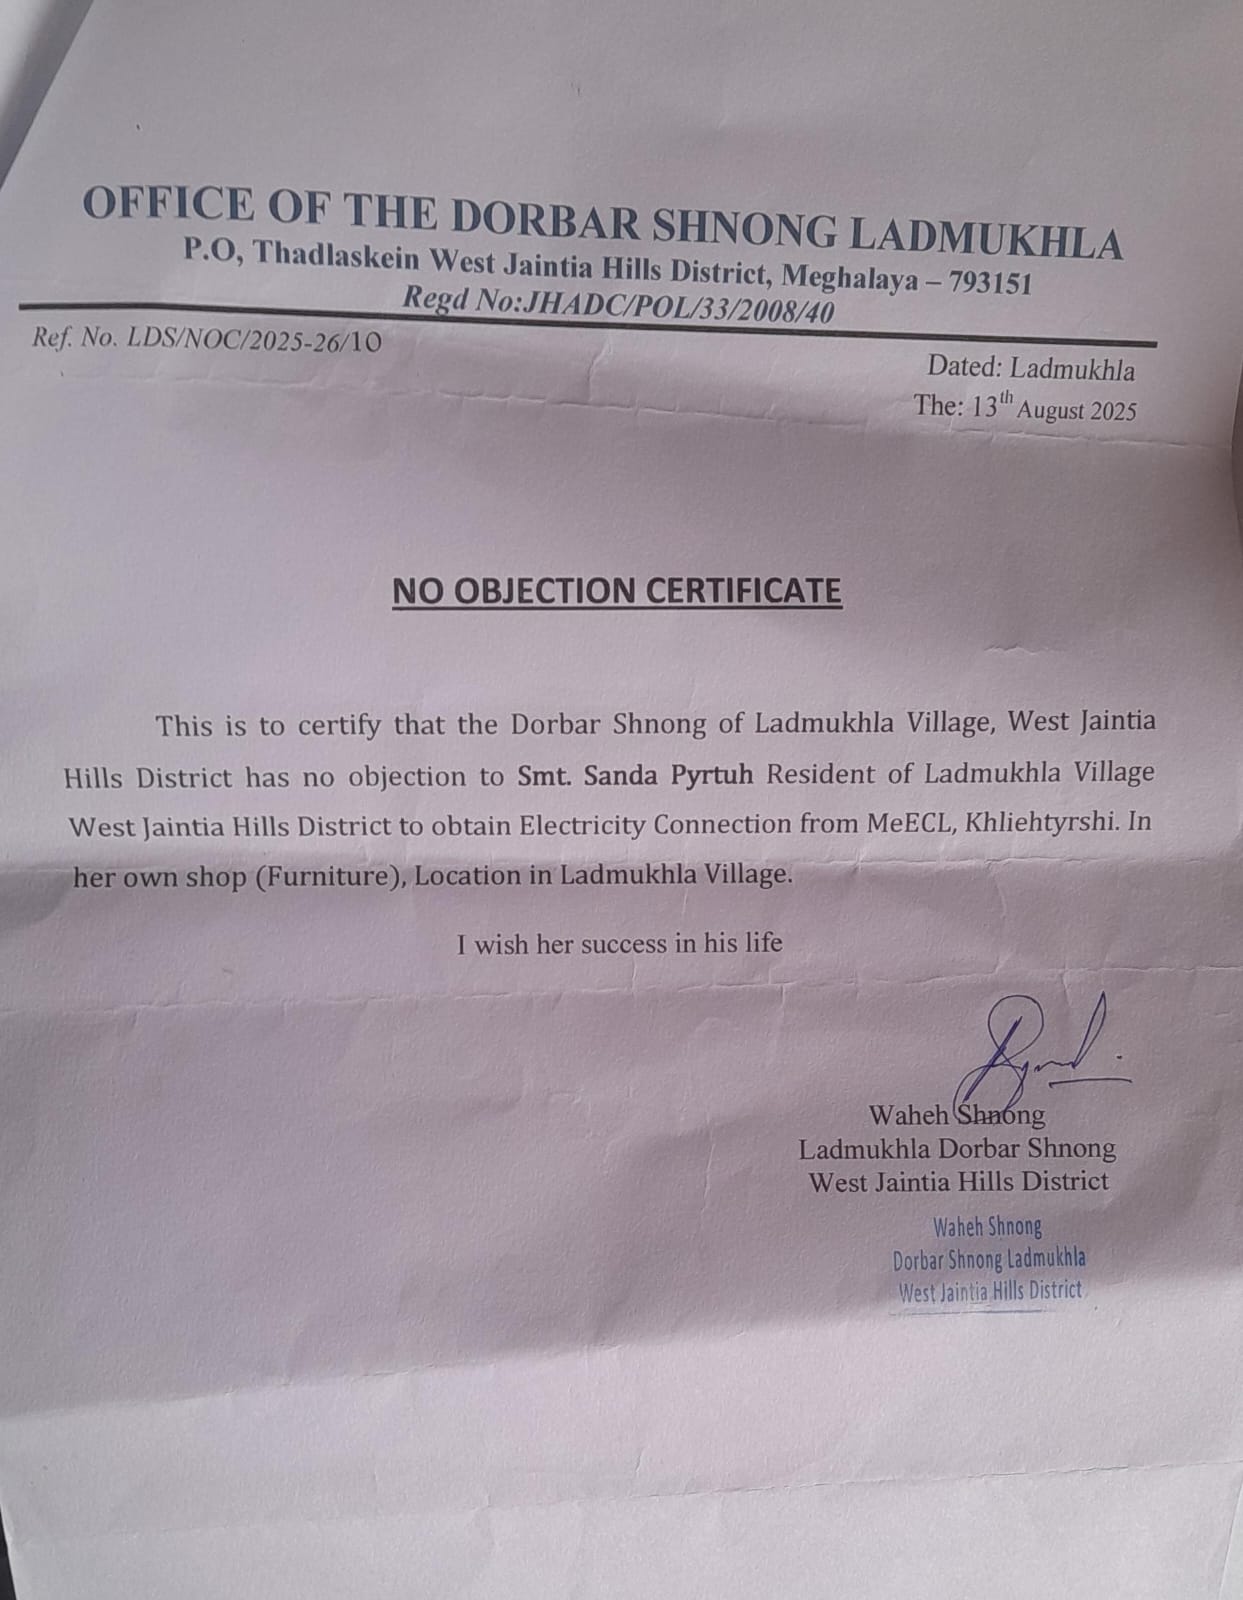 OFFICE OF THE DORBAR SHNONG LADMUKHLA
P.O, Thadlaskein West Jaintia Hills District, Meghalaya – 793151
Regd No:JHADC/POL/33/2008/40
Ref. No. LDS/NOC/2025-26/10
Dated: Ladmukhla
The: 13th August 2025
NO OBJECTION CERTIFICATE
This is to certify that the Dorbar Shnong of Ladmukhla Village, West Jaintia
Hills District has no objection to Smt. Sanda Pyrtuh Resident of Ladmukhla Village
West Jaintia Hills District to obtain Electricity Connection from MeECL, Khliehtyrshi. In
her own shop (Furniture), Location in Ladmukhla Village.
I wish her success in his life
Waheh Shnong
Ladmukhla Dorbar Shnong
West Jaintia Hills District
Waheh Shnong
Dorbar Shnong Ladmukhla
West Jaintia Hills District